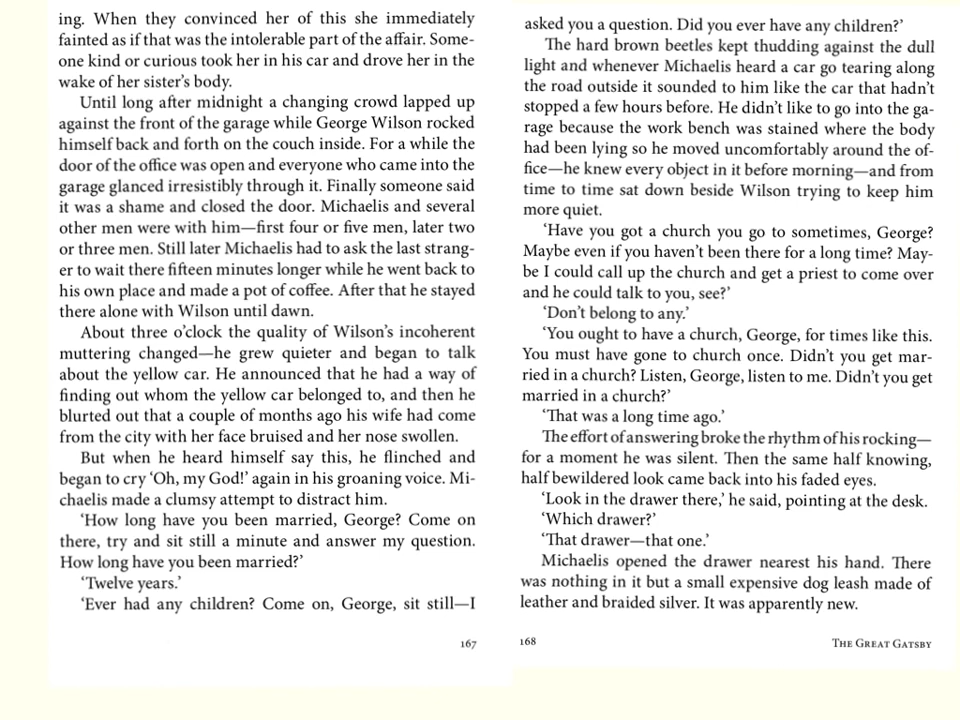 ing. When they convinced her of this she immediately
fainted as if that was the intolerable part of the affair. Some-
one kind or curious took her in his car and drove her in the
wake of her sister's body.
Until long after midnight a changing crowd lapped up
against the front of the garage while George Wilson rocked
himself back and forth on the couch inside. For a while the
door of the office was open and everyone who came into the
garage glanced irresistibly through it. Finally someone said
it was a shame and closed the door. Michaelis and several
other men were with him—first four or five men, later two
or three men. Still later Michaelis had to ask the last strang-
er to wait there fifteen minutes longer while he went back to
his own place and made a pot of coffee. After that he stayed
there alone with Wilson until dawn.
About three o'clock the quality of Wilson's incoherent
muttering changed—he grew quieter and began to talk
about the yellow car. He announced that he had a way of
finding out whom the yellow car belonged to, and then he
blurted out that a couple of months ago his wife had come
from the city with her face bruised and her nose swollen.
But when he heard himself say this, he flinched and
began to cry 'Oh, my God!' again in his groaning voice. Mi-
chaelis made a clumsy attempt to distract him.
'How long have you been married, George? Come on
there, try and sit still a minute and answer my question.
How long have you been married?'
'Twelve years.'
'Ever had any children? Come on, George, sit still—I
167
asked you a question. Did you ever have any children?'
The hard brown beetles kept thudding against the dull
light and whenever Michaelis heard a car go tearing along
the road outside it sounded to him like the car that hadn't
stopped a few hours before. He didn't like to go into the ga-
rage because the work bench was stained where the body
had been lying so he moved uncomfortably around the of-
fice—he knew every object in it before morning—and from
time to time sat down beside Wilson trying to keep him
more quiet.
'Have you got a church you go to sometimes, George?
Maybe even if you haven't been there for a long time? May-
be I could call up the church and get a priest to come over
and he could talk to you, see?'
'Don't belong to any.'
'You ought to have a church, George, for times like this.
You must have gone to church once. Didn't you get mar-
ried in a church? Listen, George, listen to me. Didn't you get
married in a church?'
'That was a long time ago.'
The effort of answering broke the rhythm of his rocking—
for a moment he was silent. Then the same half knowing,
half bewildered look came back into his faded eyes.
'Look in the drawer there,' he said, pointing at the desk.
'Which drawer?'
'That drawer—that one.'
Michaelis opened the drawer nearest his hand. There
was nothing in it but a small expensive dog leash made of
leather and braided silver. It was apparently new.
168
The Great Gatsby